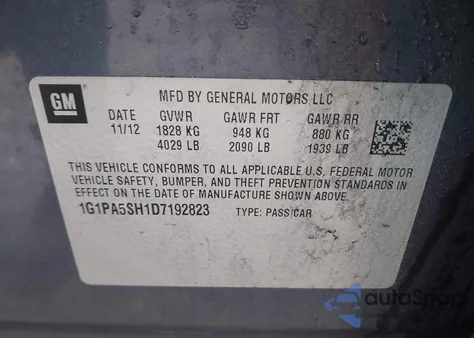 GM
MFD BY GENERAL MOTORS LLC
DATE GVWR GAWR FRT GAWR RR
11/12 1828 KG 948 KG 880 KG
4029 LB 2090 LB 1939 LB
THIS VEHICLE CONFORMS TO ALL APPLICABLE U.S. FEDERAL MOTOR
VEHICLE SAFETY, BUMPER, AND THEFT PREVENTION STANDARDS IN
EFFECT ON THE DATE OF MANUFACTURE SHOWN ABOVE.
1G1PA5SH1D7192823 TYPE: PASS CAR
autoSnap